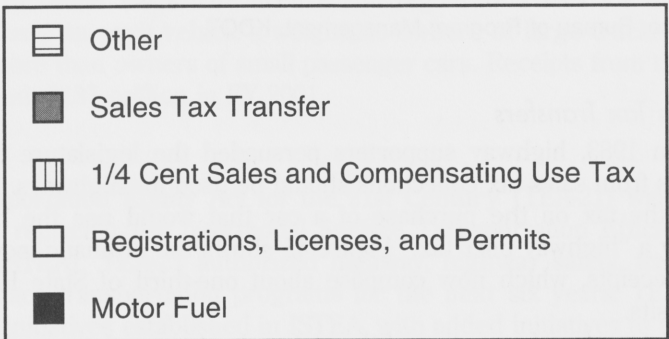 Other
Sales Tax Transfer
1/4 Cent Sales and Compensating Use Tax
Registrations, Licenses, and Permits
Motor Fuel